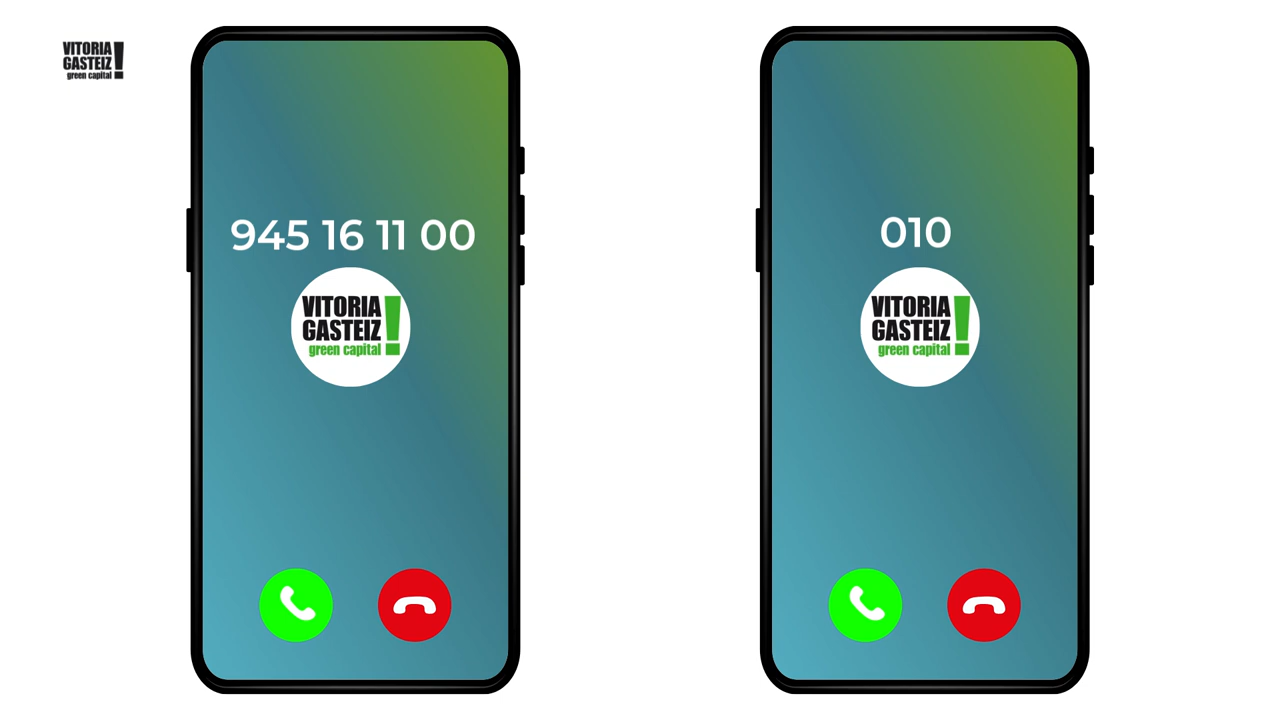 VITORIA
GASTEIZ!
green capital
945 16 11 00
VITORIA
GASTEIZ!
green capital
010
VITORIA
GASTEIZ!
green capital